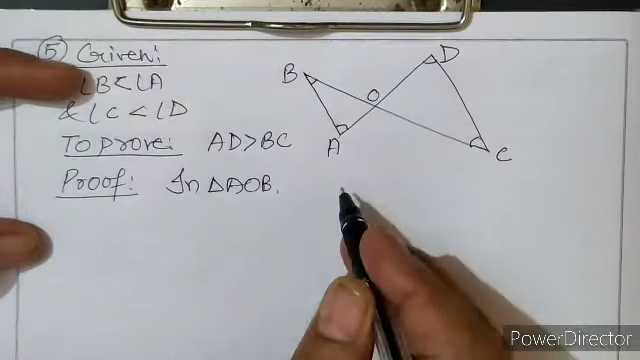 ⑤ Given:
∠B < ∠A
& ∠C < ∠D
To prove: AD > BC
Proof: In △AOB.
B
D
O
A
C
PowerDirector